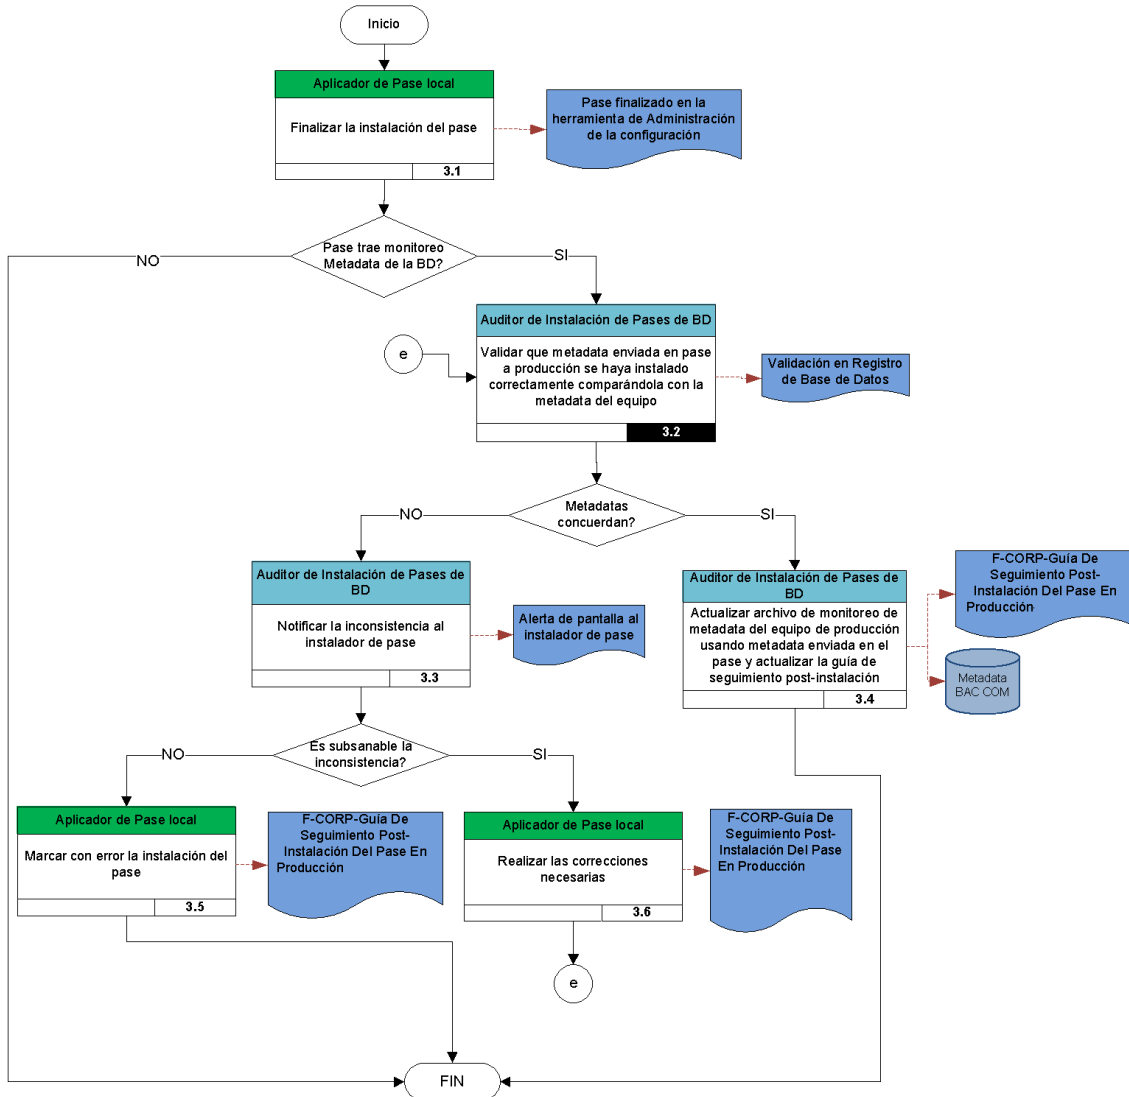 Inicio
Aplicador de Pase local
Finalizar la instalación del pase
3.1
Pase finalizado en la
herramienta de Administración
de la configuración
Pase trae monitoreo
Metadata de la BD?
NO
SI
Auditor de Instalación de Pases de BD
Validar que metadata enviada en pase
a producción se haya instalado
correctamente comparándola con la
metadata del equipo
3.2
e
Validación en Registro
de Base de Datos
Metadatas
concuerdan?
NO
SI
Auditor de Instalación de Pases de
BD
Notificar la inconsistencia al
instalador de pase
3.3
Alerta de pantalla al
instalador de pase
Auditor de Instalación de Pases de
BD
Actualizar archivo de monitoreo de
metadata del equipo de producción
usando metadata enviada en el
pase y actualizar la guía de
seguimiento post-instalación
3.4
F-CORP-Guía De
Seguimiento Post-
Instalación Del Pase En
Producción
Metadata
BAC COM
Es subsanable la
inconsistencia?
NO
SI
Aplicador de Pase local
Marcar con error la instalación del
pase
3.5
F-CORP-Guía De
Seguimiento Post-
Instalación Del Pase En
Producción
Aplicador de Pase local
Realizar las correcciones
necesarias
3.6
F-CORP-Guía De
Seguimiento Post-
Instalación Del Pase
En Producción
e
FIN